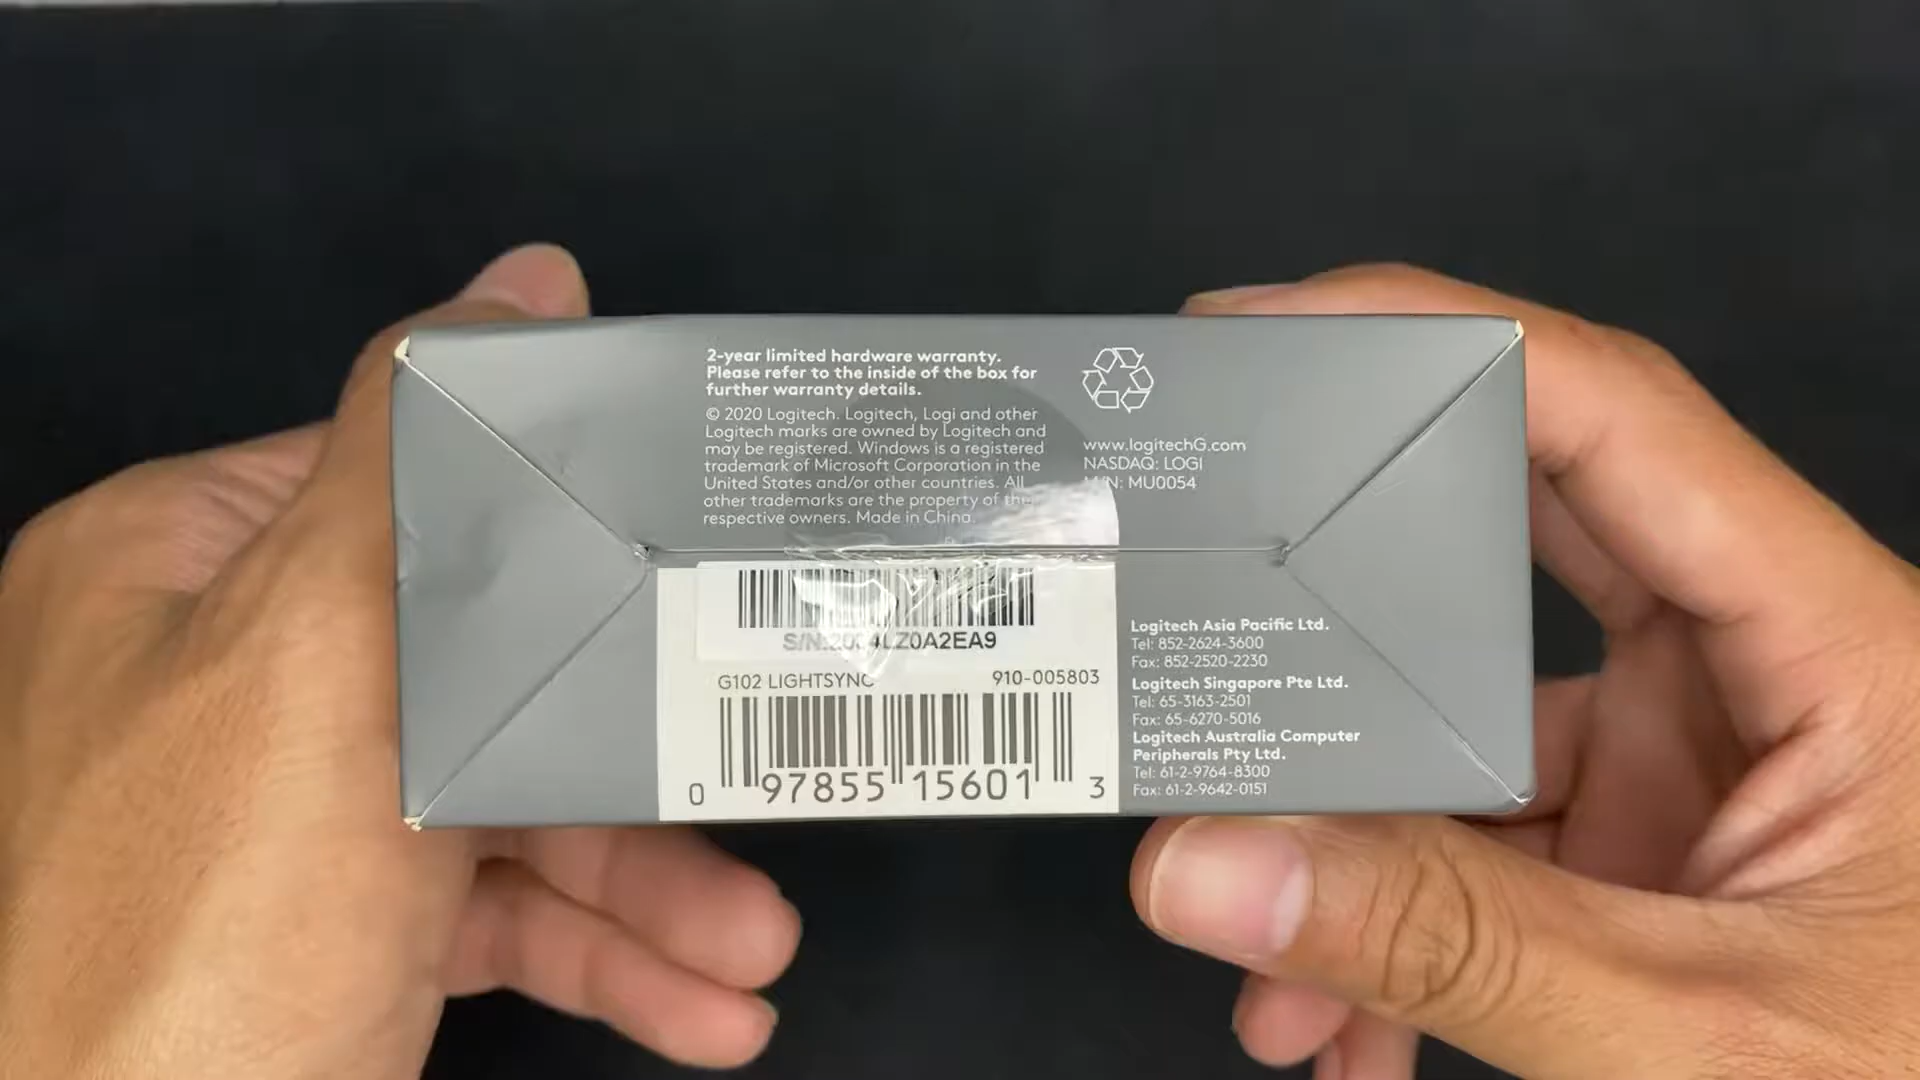 2-year limited hardware warranty.
Please refer to the inside of the box for
further warranty details.
© 2020 Logitech. Logitech, Logi and other
Logitech marks are owned by Logitech and
may be registered. Windows is a registered
trademark of Microsoft Corporation in the
United States and/or other countries. All
other trademarks are the property of their
respective owners. Made in China.
www.logitechG.com
NASDAQ: LOGI
M/N: MU0054
S/N:
G102 LIGHTSYNC
910-005803
0 97855 15601 3
Logitech Asia Pacific Ltd.
Tel: 852-2624-3600
Fax: 852-2520-2230
Logitech Singapore Pte Ltd.
Tel: 65-3163-2501
Fax: 65-6270-5016
Logitech Australia Computer
Peripherals Pty Ltd.
Tel: 61-2-9764-8300
Fax: 61-2-9642-0151